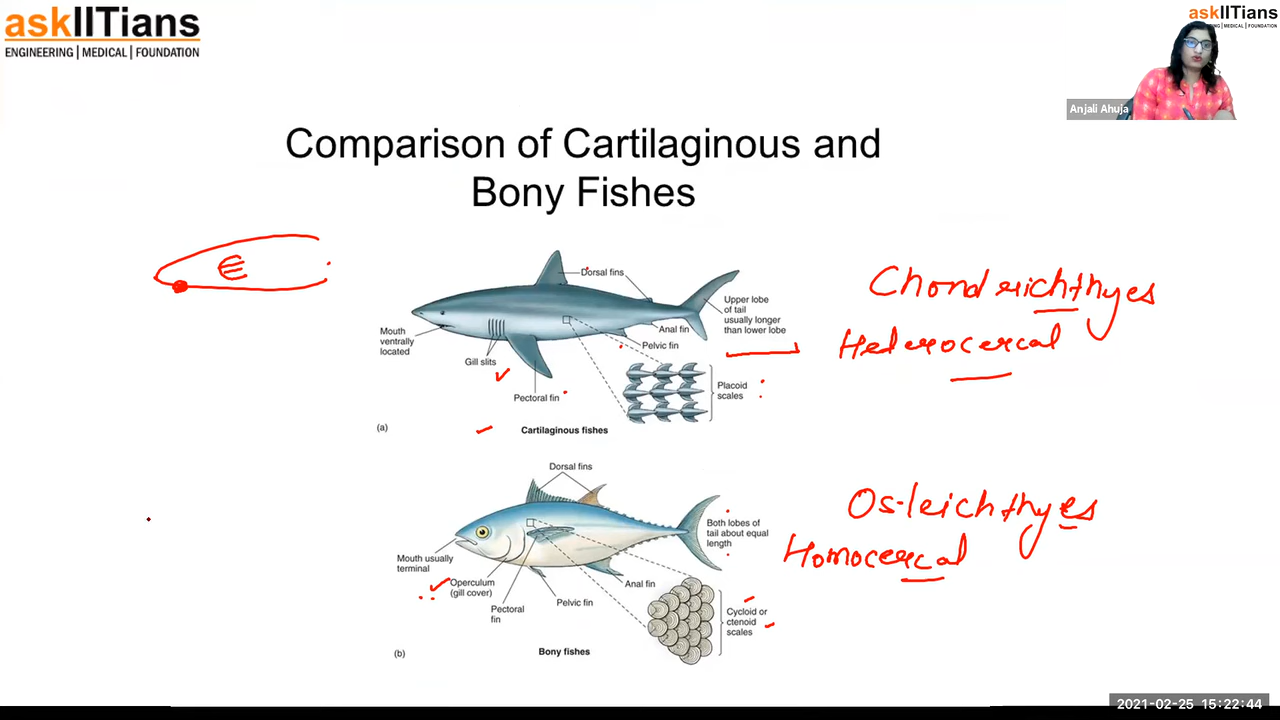 askIITians
ENGINEERING | MEDICAL | FOUNDATION
askIITians
ENGINEERING | MEDICAL | FOUNDATION
Anjali Ahuja
Comparison of Cartilaginous and
Bony Fishes
Dorsal fins
Upper lobe
of tail
usually longer
than lower lobe
Mouth
ventrally
located
Gill slits
Anal fin
Pelvic fin
Pectoral fin
Placoid
scales
(a)
Cartilaginous fishes
Chondrichthyes
Heterocercal
Dorsal fins
Both lobes of
tail about equal
length
Mouth usually
terminal
Operculum
(gill cover)
Pectoral
fin
Pelvic fin
Anal fin
Cycloid or
ctenoid
scales
(b)
Bony fishes
Osteichthyes
Homocercal
2021-02-25 15:22:44